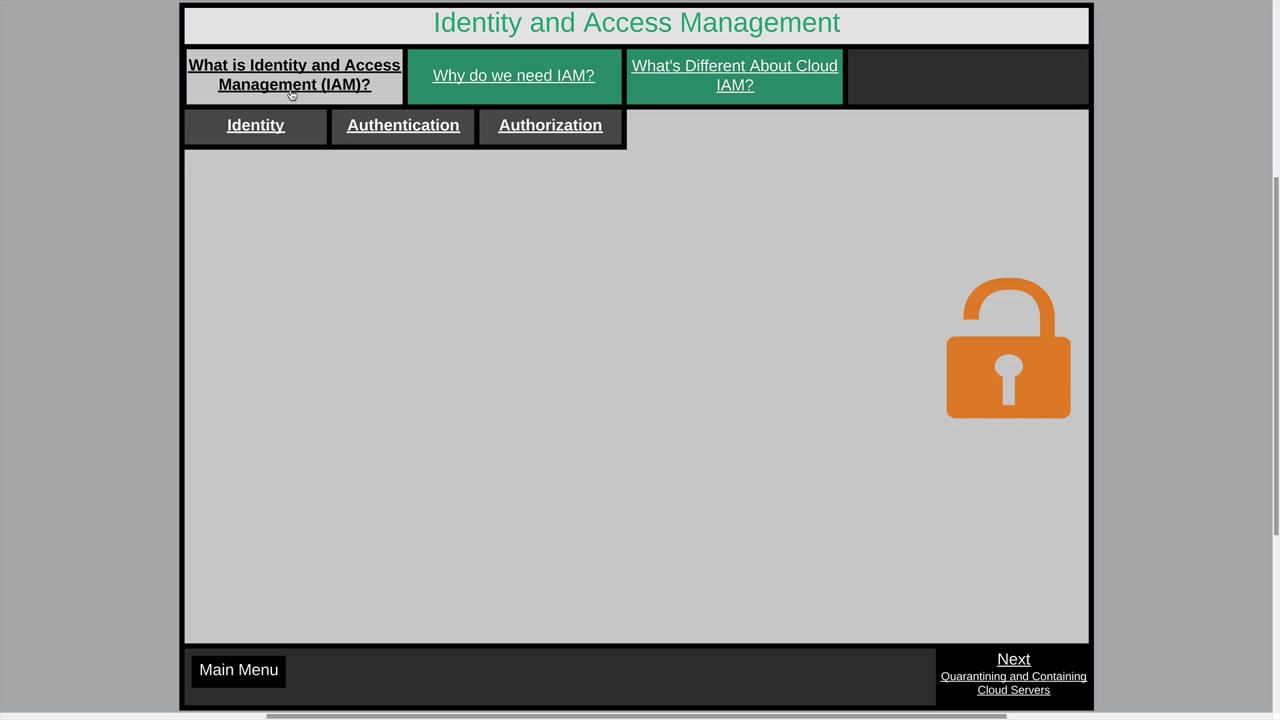 Identity and Access Management
What is Identity and Access
Management (IAM)?
Why do we need IAM?
What's Different About Cloud
IAM?
Identity
Authentication
Authorization
Main Menu
Next
Quarantining and Containing
Cloud Servers